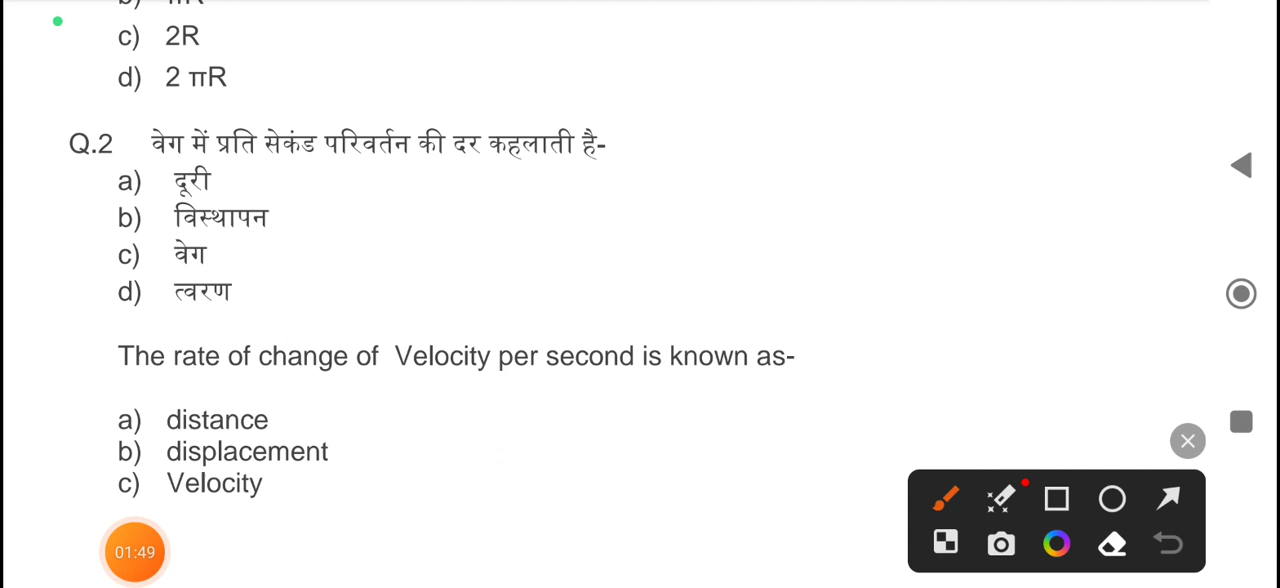 c) 2R
d) 2 πR
Q.2 वेग में प्रति सेकंड परिवर्तन की दर कहलाती है-
a) दूरी
b) विस्थापन
c) वेग
d) त्वरण
The rate of change of Velocity per second is known as-
a) distance
b) displacement
c) Velocity
01:49